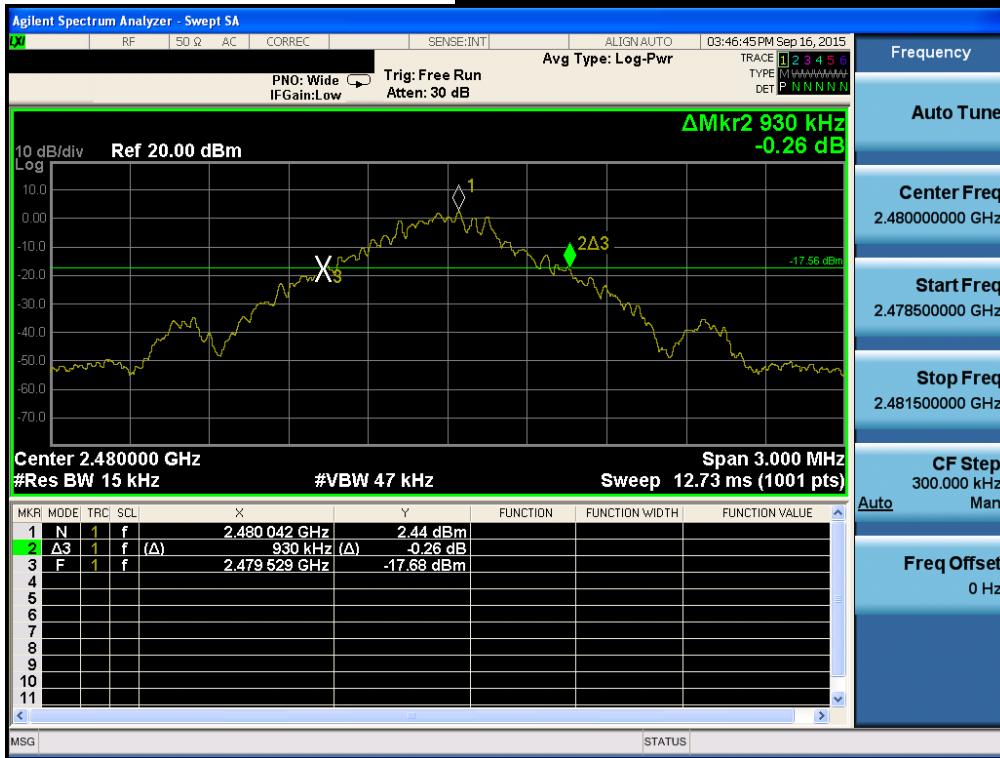 Agilent Spectrum Analyzer - Swept SA
LXI RF 50 Ω AC CORREC SENSE:INT ALIGN AUTO 03:46:45 PM Sep 16, 2015
Avg Type: Log-Pwr
TRACE 1 2 3 4 5 6
TYPE M
DET P N N N N N
PNO: Wide
IFGain:Low
Trig: Free Run
Atten: 30 dB
ΔMkr2 930 kHz
-0.26 dB
10 dB/div Ref 20.00 dBm
Log
10.0
0.00
-10.0
-20.0
-30.0
-40.0
-50.0
-60.0
-70.0
1
2Δ3
X3
-17.56 dBm
Center 2.480000 GHz Span 3.000 MHz
#Res BW 15 kHz #VBW 47 kHz Sweep 12.73 ms (1001 pts)
MKR MODE TRC SCL X Y FUNCTION FUNCTION WIDTH FUNCTION VALUE
1 N 1 f 2.480 042 GHz 2.44 dBm
2 Δ3 1 f (Δ) 930 kHz (Δ) -0.26 dB
3 F 1 f 2.479 529 GHz -17.68 dBm
4
5
6
7
8
9
10
11
MSG STATUS
Frequency
Auto Tune
Center Freq
2.480000000 GHz
Start Freq
2.478500000 GHz
Stop Freq
2.481500000 GHz
CF Step
300.000 kHz
Auto Man
Freq Offset
0 Hz